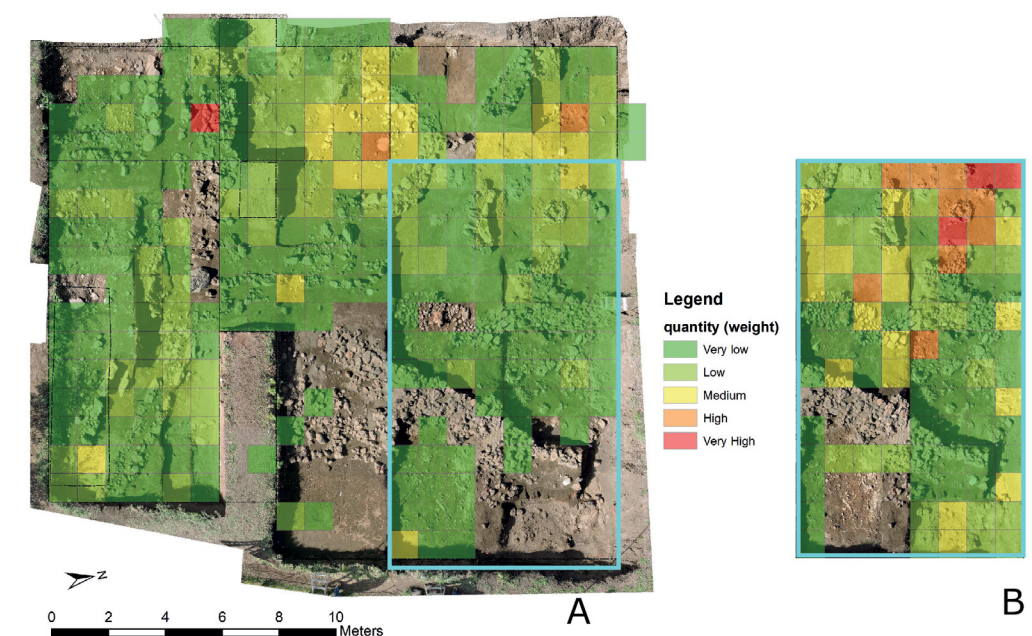 Legend
quantity (weight)
Very low
Low
Medium
High
Very High
N
0 2 4 6 8 10
Meters
A
B